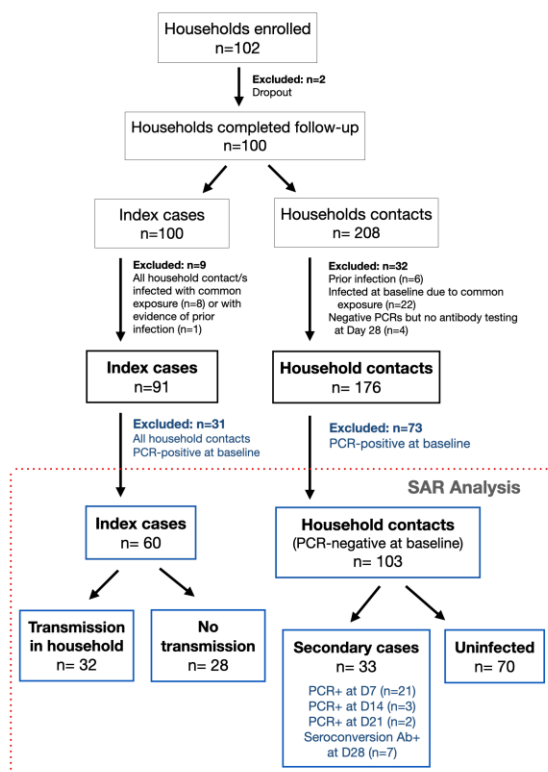 Households enrolled
n=102
Excluded: n=2
Dropout
Households completed follow-up
n=100
Index cases
n=100
Households contacts
n= 208
Excluded: n=9
All household contact/s
infected with common
exposure (n=8) or with
evidence of prior
infection (n=1)
Excluded: n=32
Prior infection (n=6)
Infected at baseline due to common
exposure (n=22)
Negative PCRs but no antibody testing
at Day 28 (n=4)
Index cases
n=91
Household contacts
n= 176
Excluded: n=31
All household contacts
PCR-positive at baseline
Excluded: n=73
PCR-positive at baseline
SAR Analysis
Index cases
n= 60
Household contacts
(PCR-negative at baseline)
n= 103
Transmission
in household
n= 32
No
transmission
n= 28
Secondary cases
n= 33
PCR+ at D7 (n=21)
PCR+ at D14 (n=3)
PCR+ at D21 (n=2)
Seroconversion Ab+
at D28 (n=7)
Uninfected
n= 70